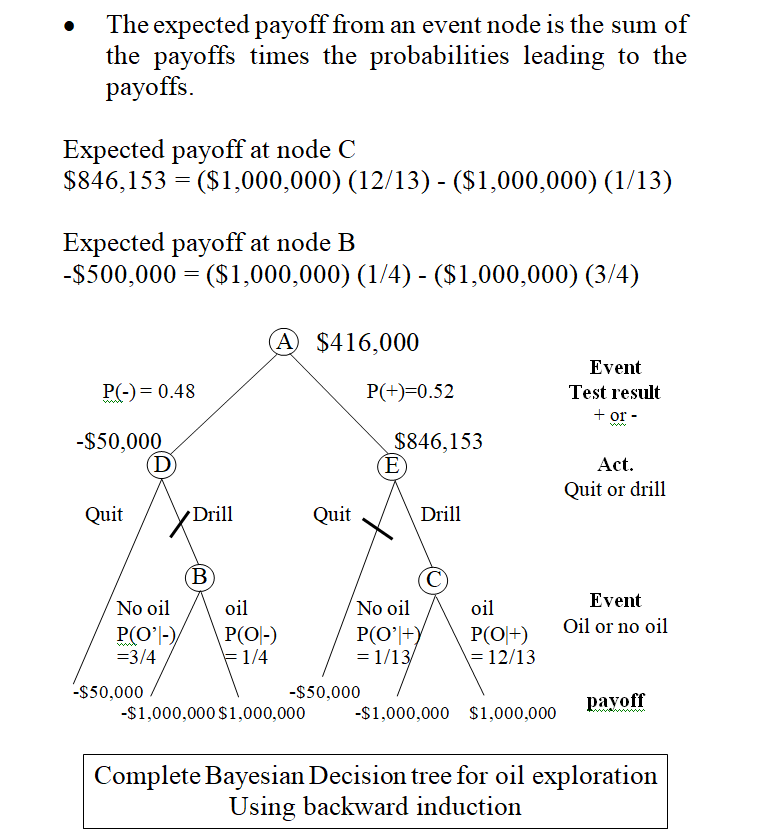 • The expected payoff from an event node is the sum of
the payoffs times the probabilities leading to the
payoffs.
Expected payoff at node C
$846,153 = ($1,000,000) (12/13) - ($1,000,000) (1/13)
Expected payoff at node B
-$500,000 = ($1,000,000) (1/4) - ($1,000,000) (3/4)
A $416,000
Event
P(-) = 0.48 P(+)=0.52 Test result
+ or -
-$50,000 $846,153
D E Act.
Quit or drill
Quit Drill Quit Drill
B C
No oil oil No oil oil Event
P(O'|-) P(O|-) P(O'|+) P(O|+) Oil or no oil
=3/4 = 1/4 = 1/13 = 12/13
-$50,000 -$50,000 payoff
-$1,000,000 $1,000,000 -$1,000,000 $1,000,000
Complete Bayesian Decision tree for oil exploration
Using backward induction